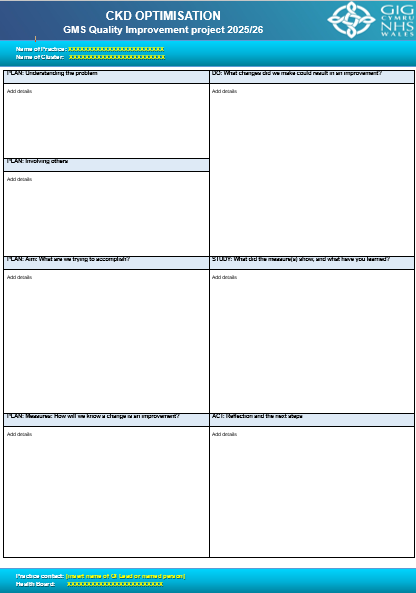 CKD OPTIMISATION
GMS Quality Improvement project 2025/26
GIG
CYMRU
NHS
WALES
Name of Practice: XXXXXXXXXXXXXXXXXXXXXXXX
Name of Cluster: XXXXXXXXXXXXXXXXXXXXXXXX
PLAN: Understanding the problem
Add details
PLAN: Involving others
Add details
PLAN: Aim: What are we trying to accomplish?
Add details
PLAN: Measures: How will we know a change is an improvement?
Add details
DO: What changes did we make could result in an improvement?
Add details
STUDY: What did the measure(s) show, and what have you learned?
Add details
ACT: Reflection and the next steps
Add details
Practice contact: (insert name of QI Lead or named person)
Health Board: XXXXXXXXXXXXXXXXXXXXXXXX